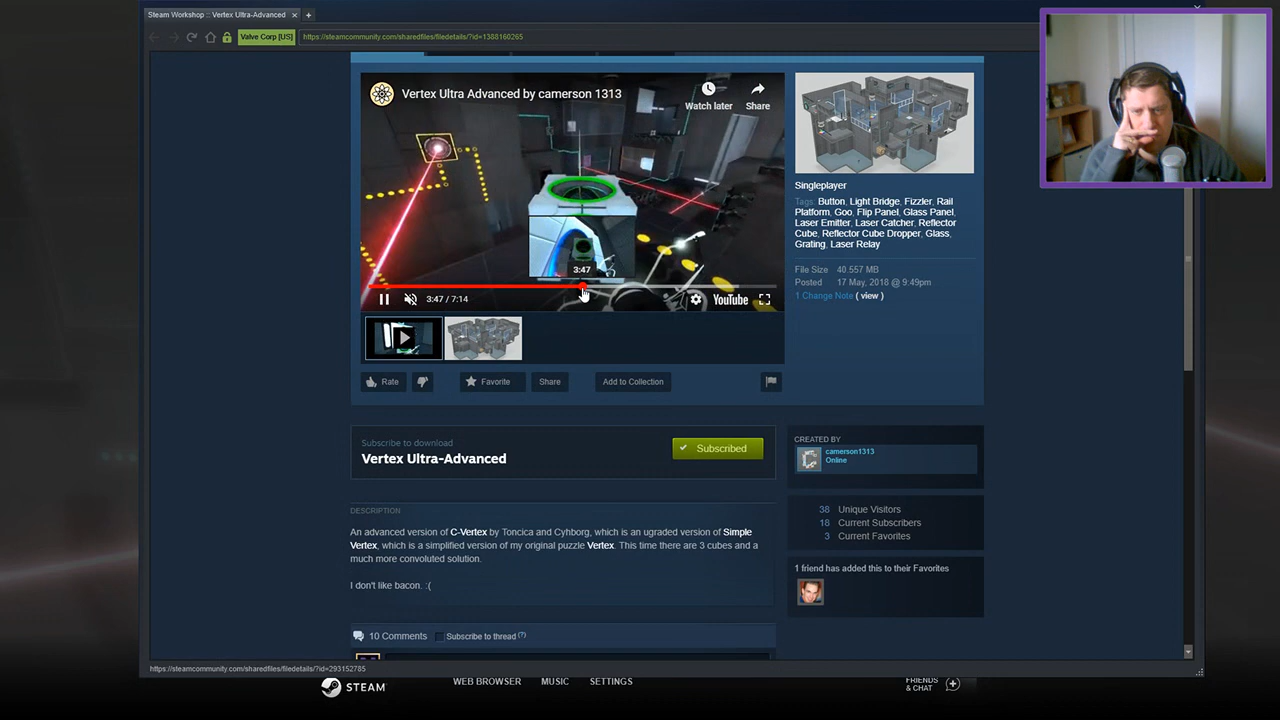 Steam Workshop :: Vertex Ultra-Advanced
Valve Corp [US]
https://steamcommunity.com/sharedfiles/filedetails/?id=1388160265
Vertex Ultra Advanced by camerson 1313
Watch later
Share
3:47
3:47 / 7:14
YouTube
Singleplayer
Tags: Button, Light Bridge, Fizzler, Rail
Platform, Goo, Flip Panel, Glass Panel,
Laser Emitter, Laser Catcher, Reflector
Cube, Reflector Cube Dropper, Glass,
Grating, Laser Relay
File Size 40.557 MB
Posted 17 May, 2018 @ 9:49pm
1 Change Note ( view )
Rate
Favorite
Share
Add to Collection
Subscribe to download
Vertex Ultra-Advanced
Subscribed
CREATED BY
camerson1313
Online
DESCRIPTION
An advanced version of C-Vertex by Toncica and Cyhborg, which is an ugraded version of Simple
Vertex, which is a simplified version of my original puzzle Vertex. This time there are 3 cubes and a
much more convoluted solution.
I don't like bacon. :(
38 Unique Visitors
18 Current Subscribers
3 Current Favorites
1 friend has added this to their Favorites
10 Comments
Subscribe to thread (?)
https://steamcommunity.com/sharedfiles/filedetails/?id=293152785
STEAM
WEB BROWSER
MUSIC
SETTINGS
FRIENDS
& CHAT